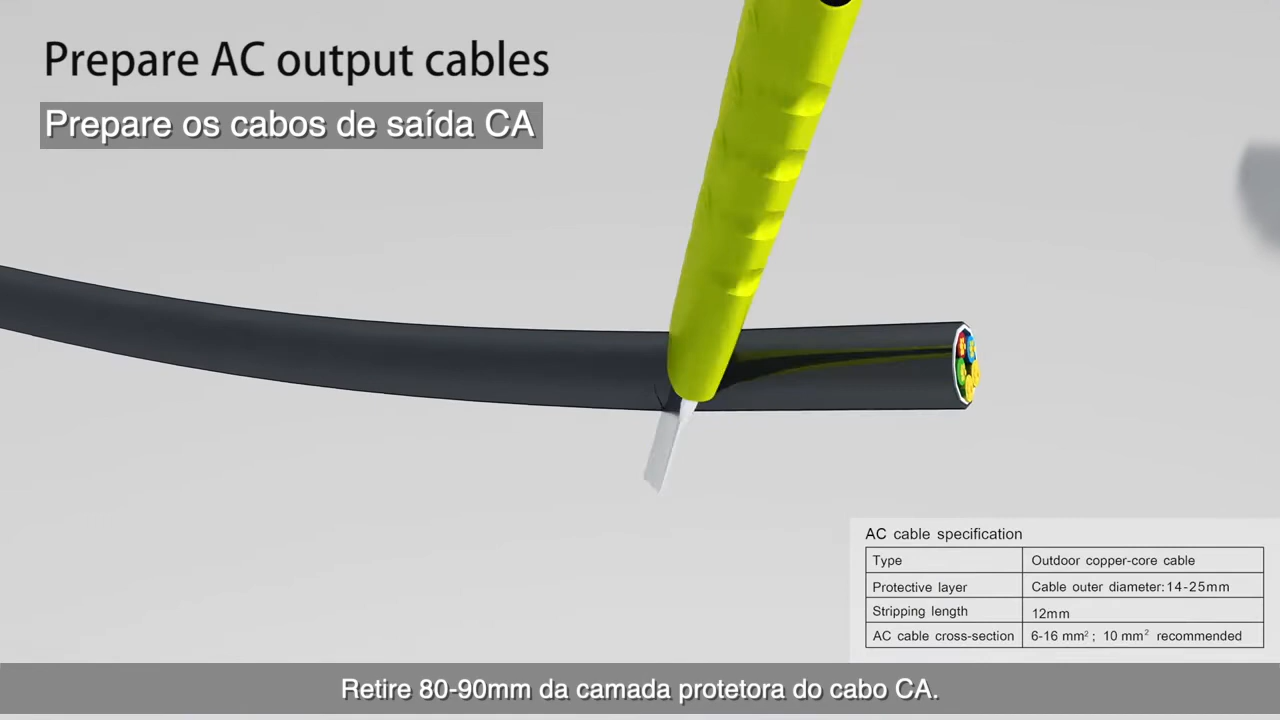 Prepare AC output cables
Prepare os cabos de saída CA
AC cable specification
Type Outdoor copper-core cable
Protective layer Cable outer diameter:14-25mm
Stripping length 12mm
AC cable cross-section 6-16 mm²; 10 mm² recommended
Retire 80-90mm da camada protetora do cabo CA.